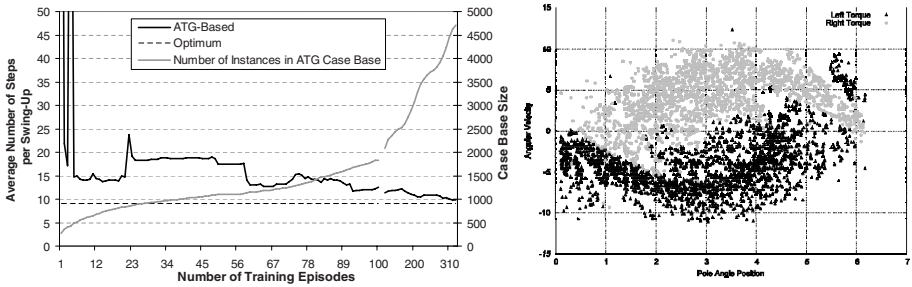 50
45
40
35
30
25
20
15
10
5
0
Average Number of Steps
per Swing-Up
ATG-Based
Optimum
Number of Instances in ATG Case Base
5000
4500
4000
3500
3000
2500
2000
1500
1000
500
0
Case Base Size
1 12 23 34 45 56 67 78 89 100 200 310
Number of Training Episodes
15
10
5
0
-5
-10
-15
Angular Velocity
Left Torque
Right Torque
0 1 2 3 4 5 6 7
Pole Angle Position